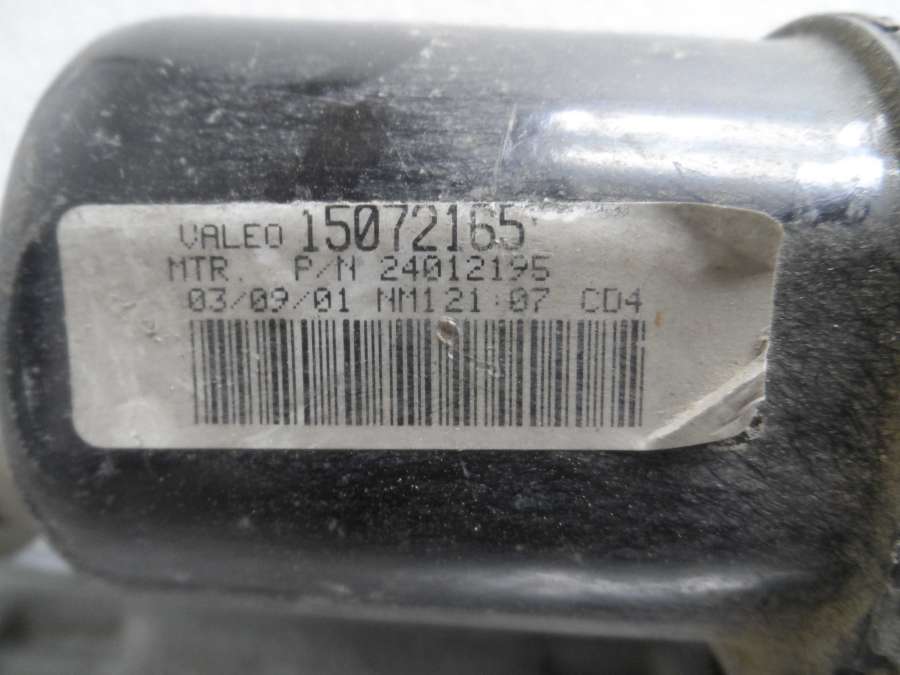 VALEO 15072165
MTR. P/N 24012195
03/09/01 NM121:07 CD4